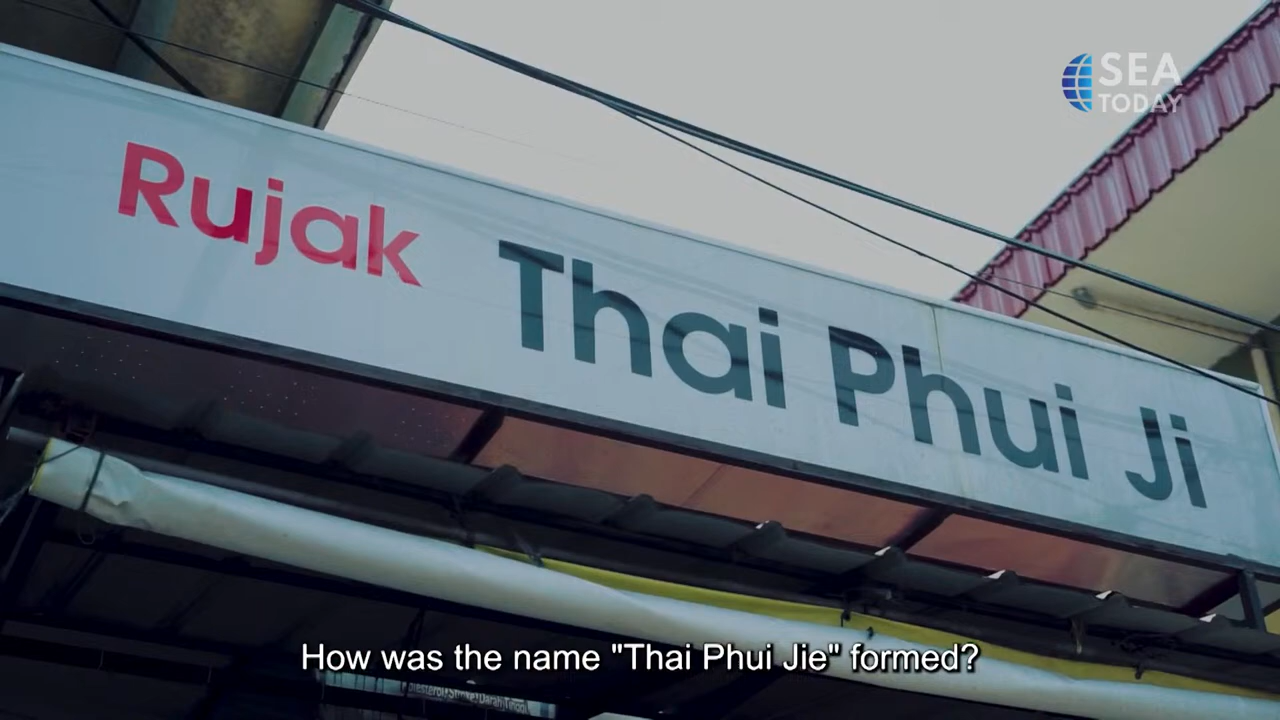 SEA
TODAY
Rujak Thai Phui Ji
How was the name "Thai Phui Jie" formed?